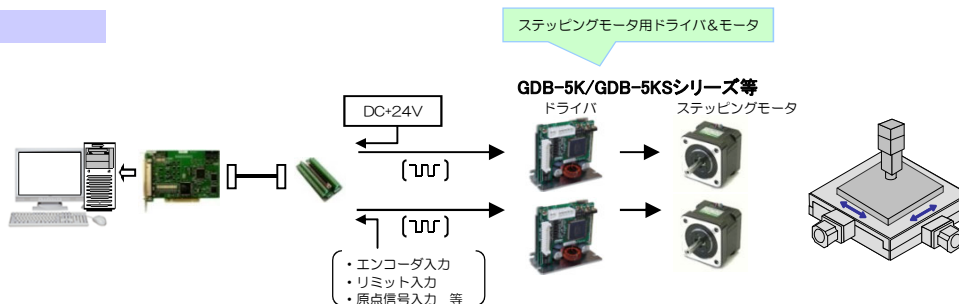 ステッピングモータ用ドライバ&モータ
GDB-5K/GDB-5KSシリーズ等
ドライバ
ステッピングモータ
DC+24V
・エンコーダ入力
・リミット入力
・原点信号入力 等